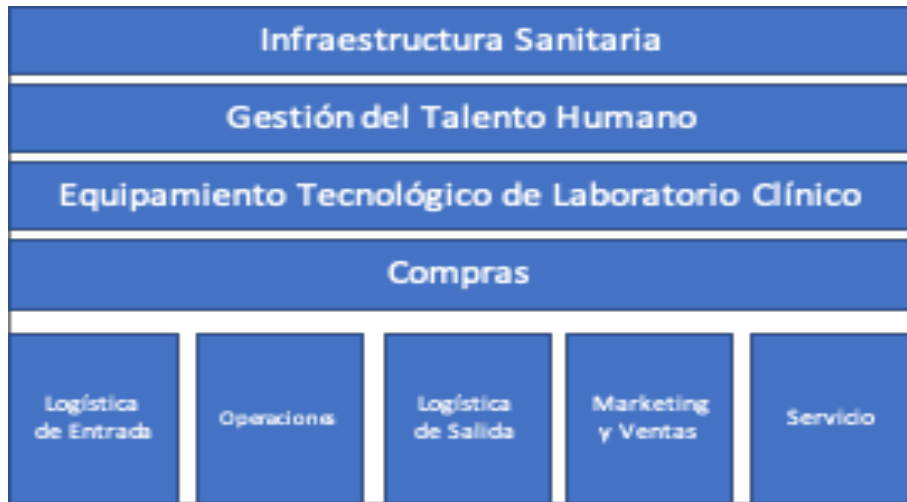 Infraestructura Sanitaria
Gestión del Talento Humano
Equipamiento Tecnológico de Laboratorio Clínico
Compras
Logística
de Entrada
Operaciones
Logística
de Salida
Marketing
y Ventas
Servicio